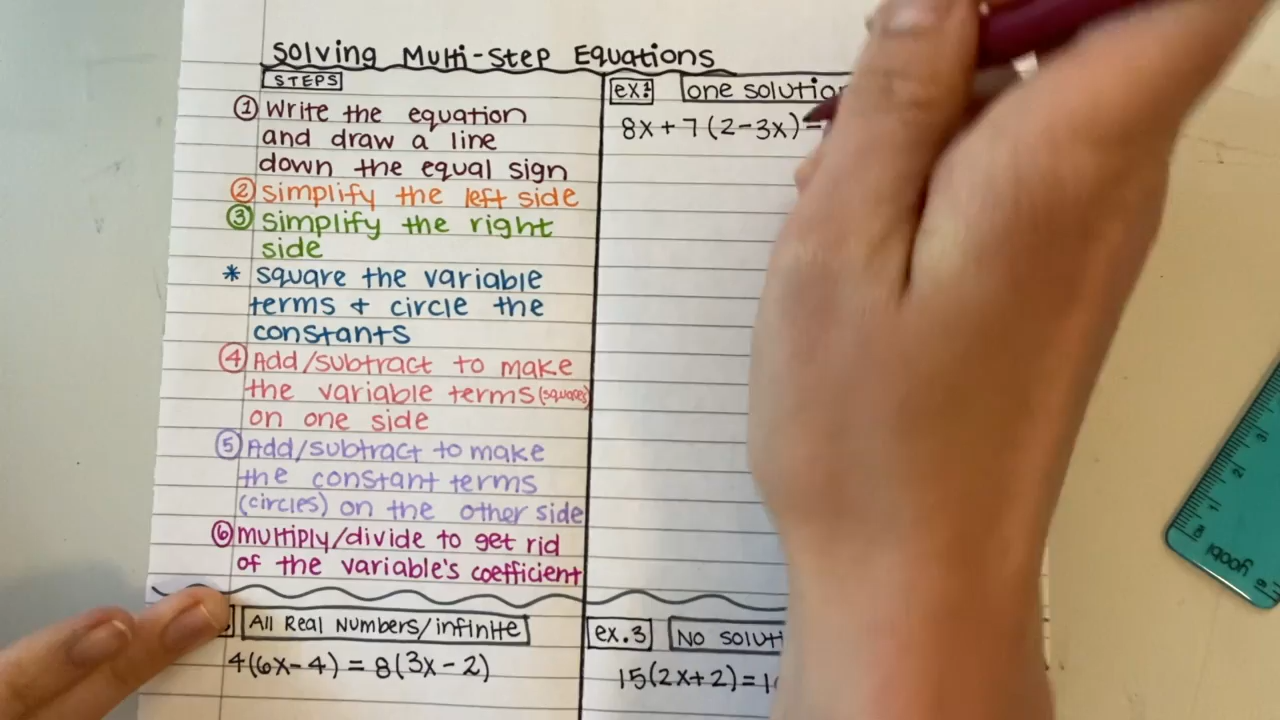 Solving Multi-Step Equations
STEPS
① Write the equation
and draw a line
down the equal sign
② simplify the left side
③ simplify the right
side
* square the variable
terms + circle the
constants
④ Add/subtract to make
the variable terms (squares)
on one side
⑤ Add/subtract to make
the constant terms
(circles) on the other side
⑥ multiply/divide to get rid
of the variable's coefficient
ex:
one
8x + 7(2-3x) =
All Real Numbers/infinite
4(6x-4) = 8(3x-2)
ex.3
No
15(2x+2) =